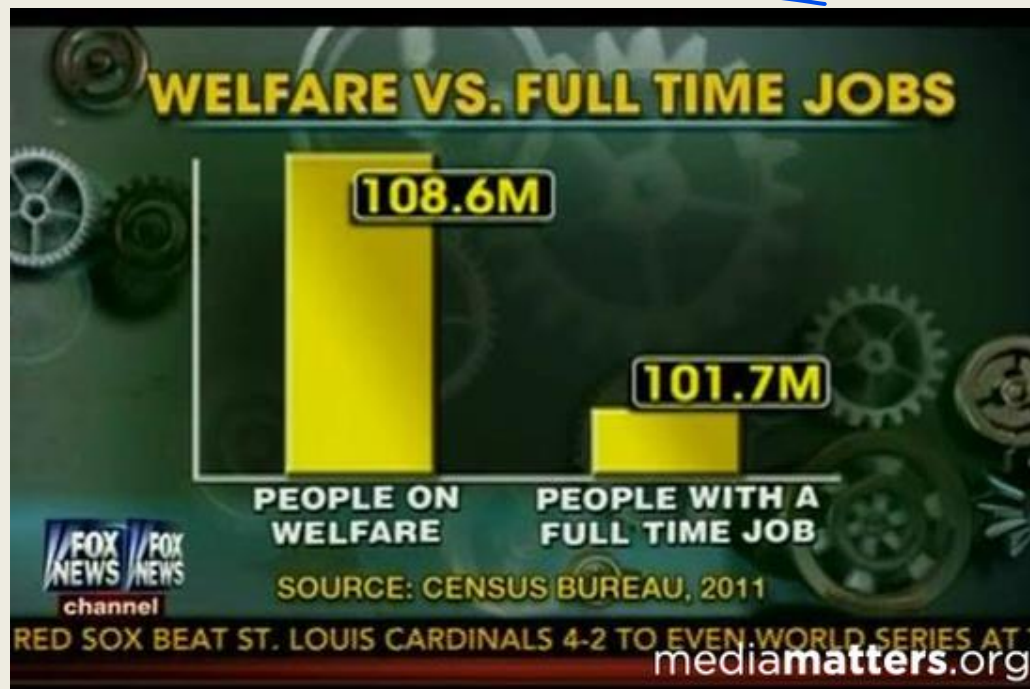 WELFARE VS. FULL TIME JOBS
108.6M
101.7M
PEOPLE ON
WELFARE
PEOPLE WITH A
FULL TIME JOB
SOURCE: CENSUS BUREAU, 2011
FOX
NEWS
FOX
NEWS
channel
RED SOX BEAT ST. LOUIS CARDINALS 4-2 TO EVEN WORLD SERIES AT
mediamatters.org